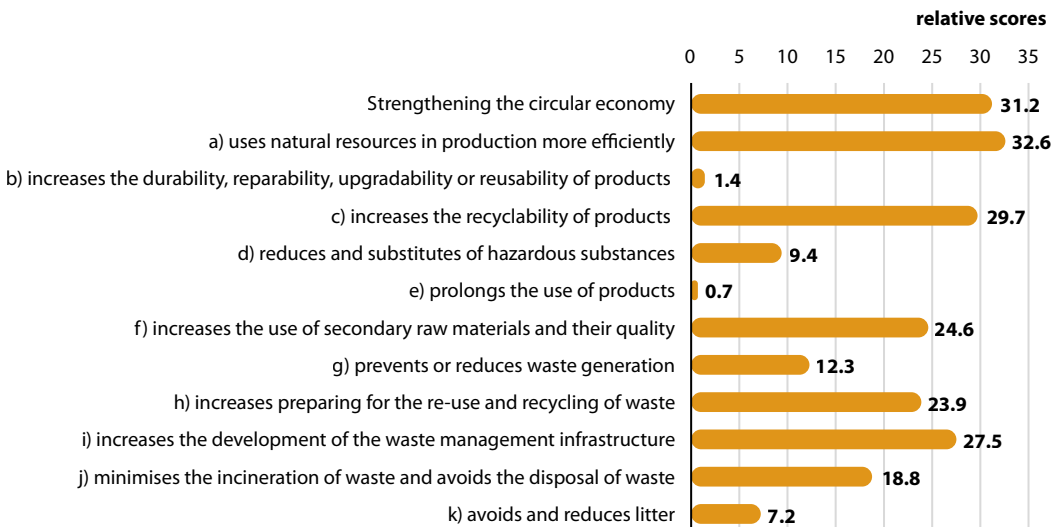 relative scores
0 5 10 15 20 25 30 35
Strengthening the circular economy 31.2
a) uses natural resources in production more efficiently 32.6
b) increases the durability, reparability, upgradability or reusability of products 1.4
c) increases the recyclability of products 29.7
d) reduces and substitutes of hazardous substances 9.4
e) prolongs the use of products 0.7
f) increases the use of secondary raw materials and their quality 24.6
g) prevents or reduces waste generation 12.3
h) increases preparing for the re-use and recycling of waste 23.9
i) increases the development of the waste management infrastructure 27.5
j) minimises the incineration of waste and avoids the disposal of waste 18.8
k) avoids and reduces litter 7.2